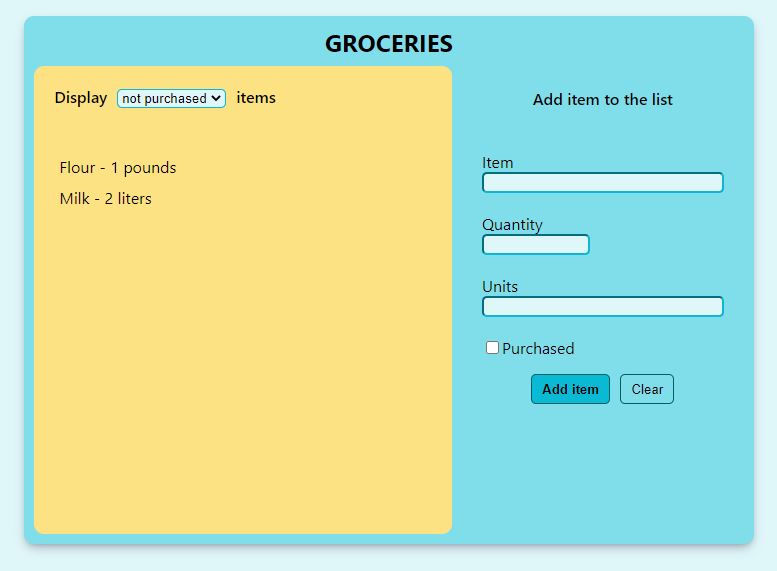 GROCERIES
Display not purchased items
Flour - 1 pounds
Milk - 2 liters
Add item to the list
Item
Quantity
Units
Purchased
Add item Clear